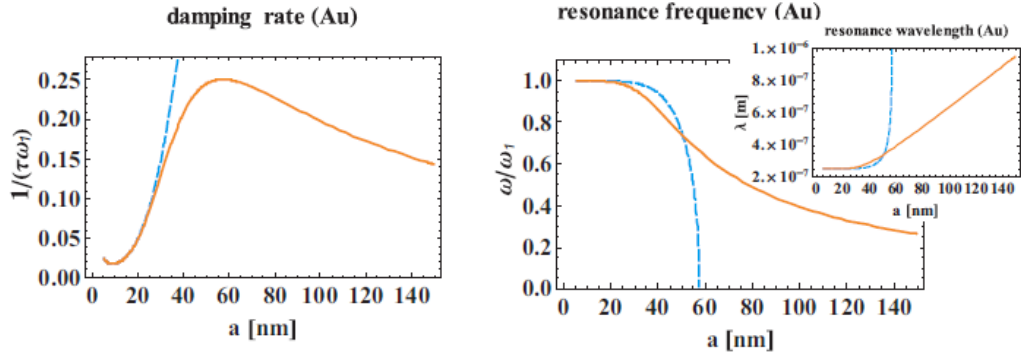 damping rate (Au)
1/(τω₁)
0.25
0.20
0.15
0.10
0.05
0.00
0 20 40 60 80 100 120 140
a [nm]
resonance frequency (Au)
ω/ω₁
1.0
0.8
0.6
0.4
0.2
0.0
0 20 40 60 80 100 120 140
a [nm]
resonance wavelength (Au)
λ [m]
1.×10⁻⁶
8.×10⁻⁷
6.×10⁻⁷
4.×10⁻⁷
2.×10⁻⁷
0 20 40 60 80 100 120 140
a [nm]